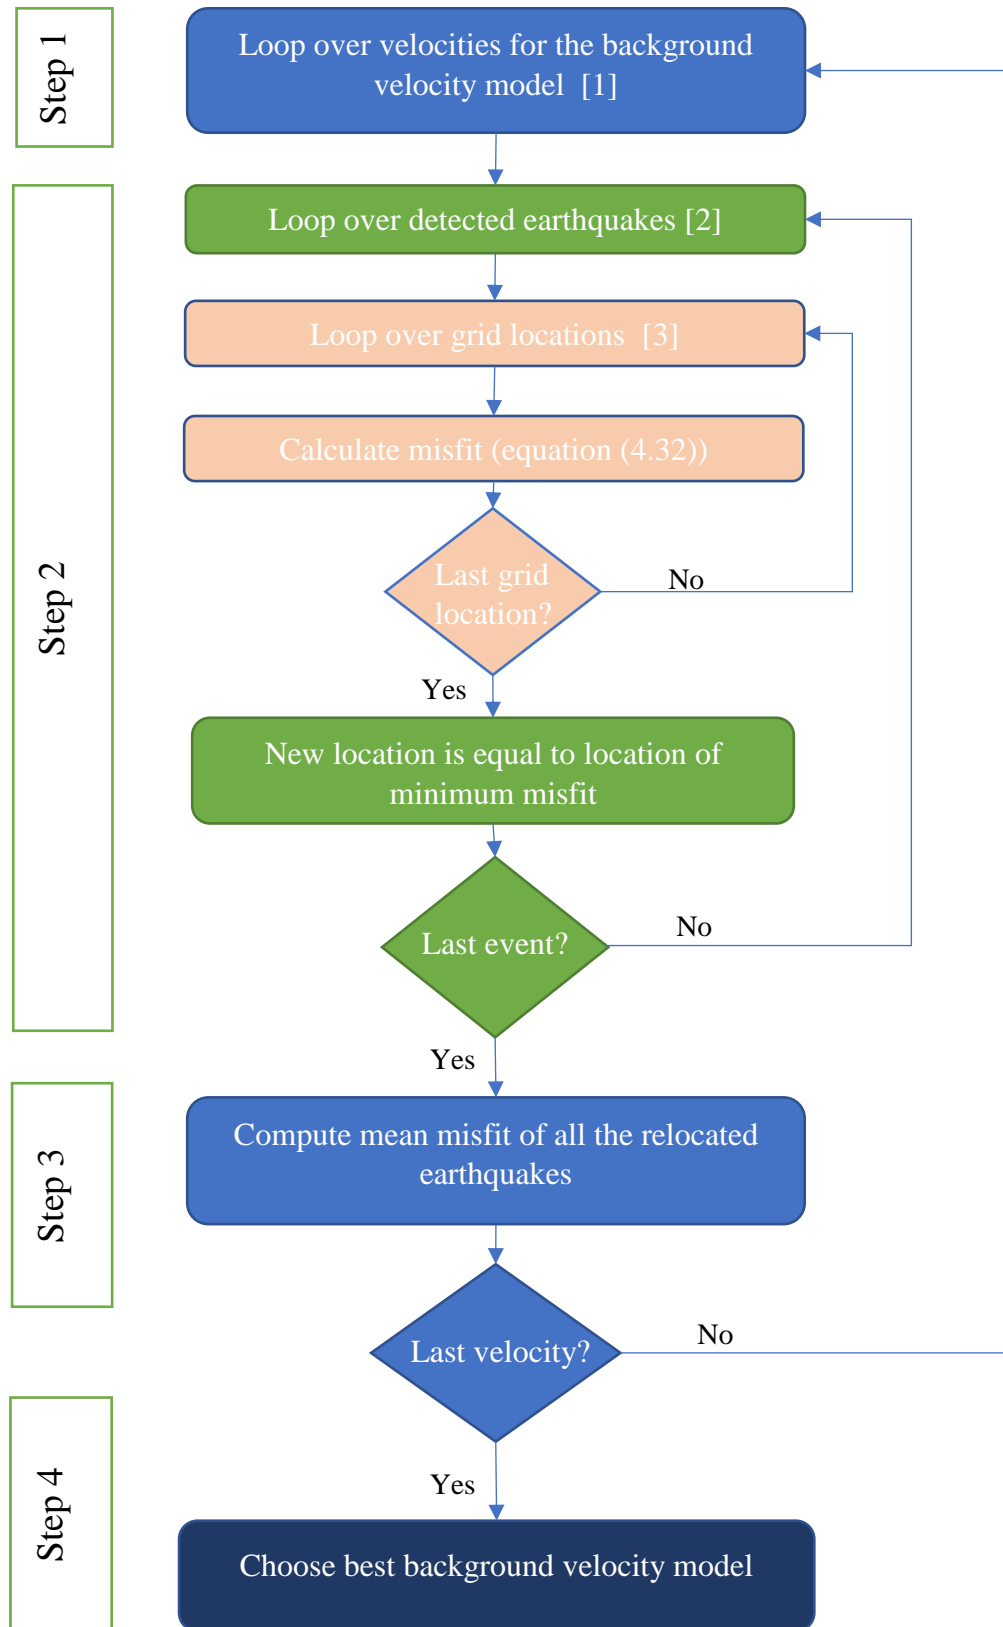 Step 1
Loop over velocities for the background
velocity model [1]
Step 2
Loop over detected earthquakes [2]
Loop over grid locations [3]
Calculate misfit (equation (4.32))
Last grid
location?
No
Yes
New location is equal to location of
minimum misfit
Last event?
No
Yes
Step 3
Compute mean misfit of all the relocated
earthquakes
Last velocity?
No
Yes
Step 4
Choose best background velocity model